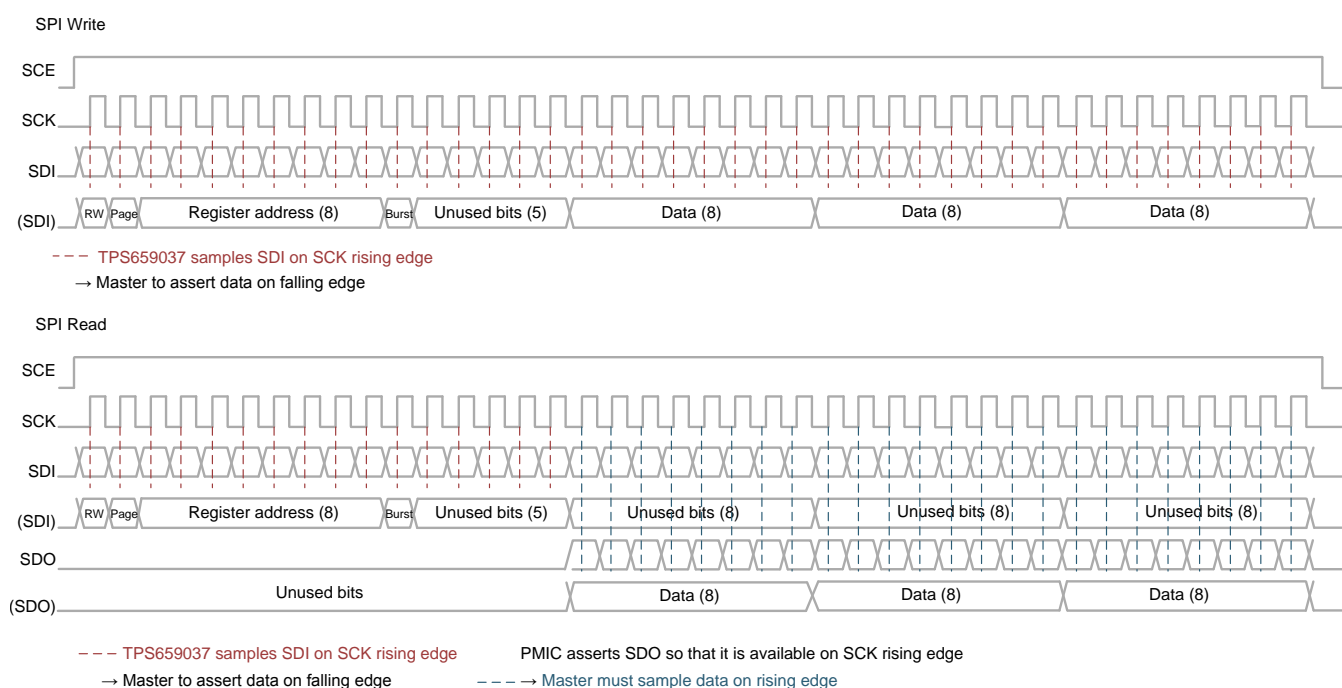 SPI Write
SCE
SCK
SDI
(SDI) RW Page Register address (8) Burst Unused bits (5) Data (8) Data (8) Data (8)
TPS659037 samples SDI on SCK rising edge
→ Master to assert data on falling edge
SPI Read
SCE
SCK
SDI
(SDI) RW Page Register address (8) Burst Unused bits (5) Unused bits (8) Unused bits (8) Unused bits (8)
SDO
Unused bits
(SDO) Data (8) Data (8) Data (8)
TPS659037 samples SDI on SCK rising edge PMIC asserts SDO so that it is available on SCK rising edge
→ Master to assert data on falling edge → Master must sample data on rising edge